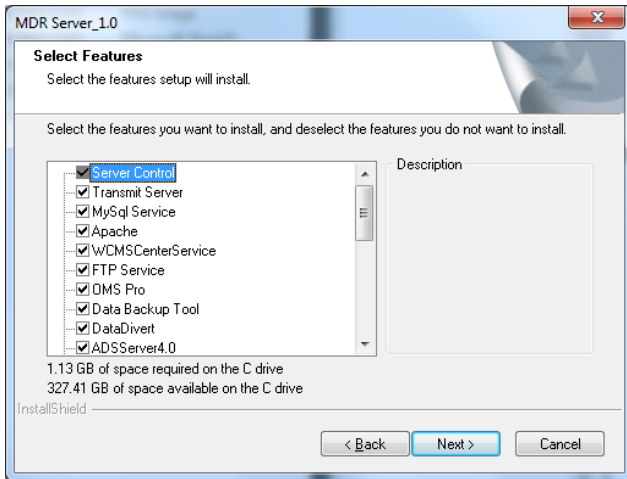 MDR Server_1.0
Select Features
Select the features setup will install.
Select the features you want to install, and deselect the features you do not want to install.
Server Control
Transmit Server
MySql Service
Apache
WCMSCenterService
FTP Service
OMS Pro
Data Backup Tool
DataDivert
ADSServer4.0
Description
1.13 GB of space required on the C drive
327.41 GB of space available on the C drive
InstallShield
< Back
Next >
Cancel